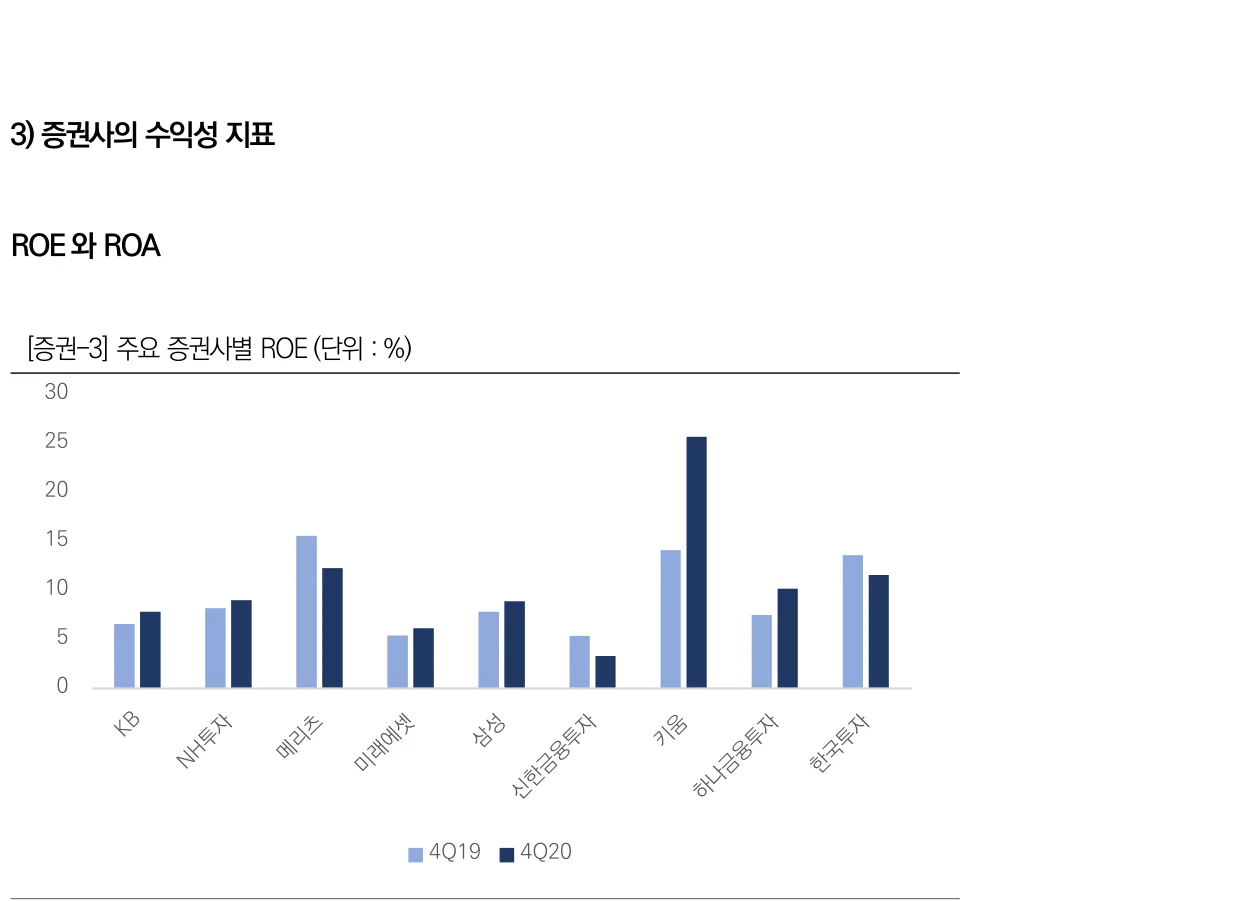 3) 증권사의 수익성 지표
ROE 와 ROA
[증권-3] 주요 증권사별 ROE (단위 : %)
30
25
20
15
10
5
0
KB
NH투자
메리츠
미래에셋
삼성
신한금융투자
키움
하나금융투자
한국투자
4Q19
4Q20